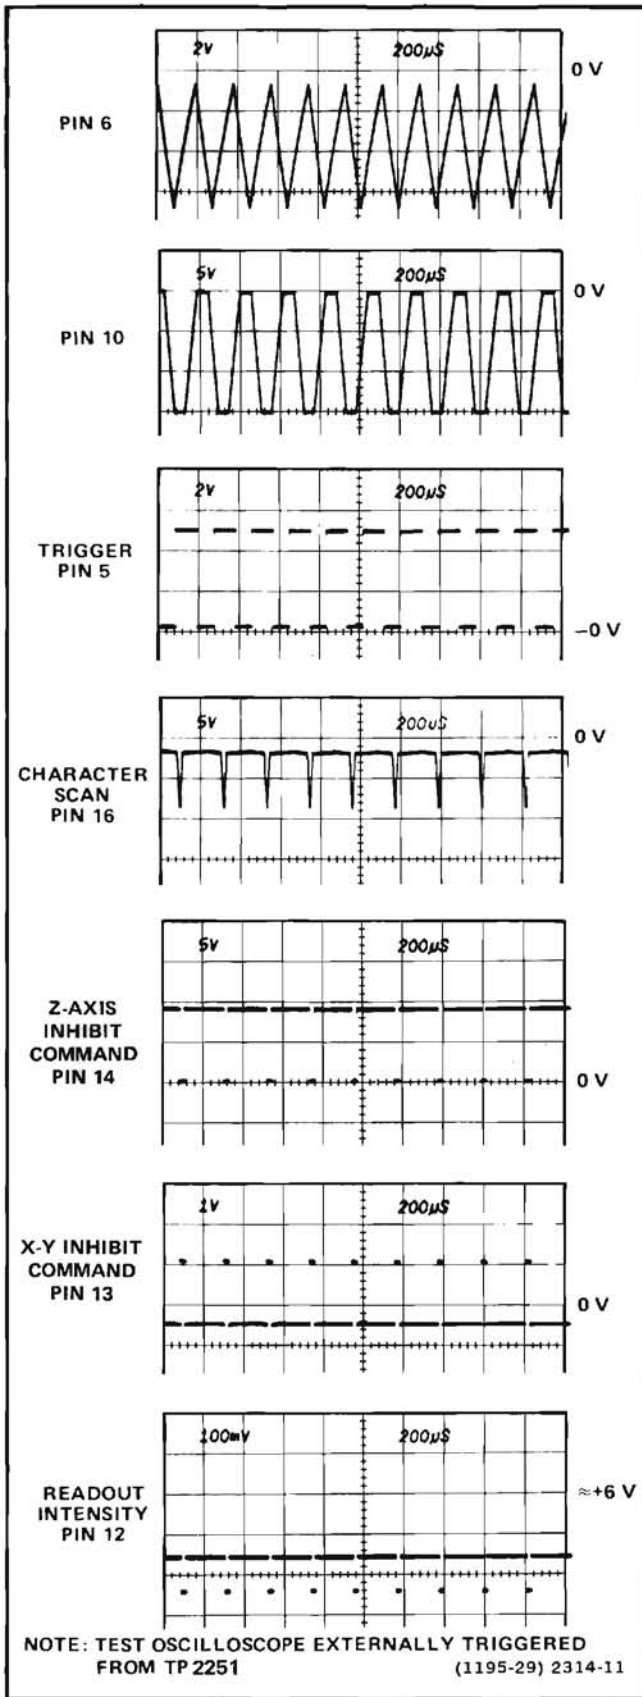 2V 200µS
0 V
PIN 6
5V 200µS
0 V
PIN 10
2V 200µS
TRIGGER
PIN 5
–0 V
5V 200µS
0 V
CHARACTER
SCAN
PIN 16
5V 200µS
Z-AXIS
INHIBIT
COMMAND
PIN 14
0 V
1V 200µS
X-Y INHIBIT
COMMAND
PIN 13
0 V
100mV 200µS
READOUT
INTENSITY
PIN 12
≈+6 V
NOTE: TEST OSCILLOSCOPE EXTERNALLY TRIGGERED
FROM TP 2251 (1195-29) 2314-11